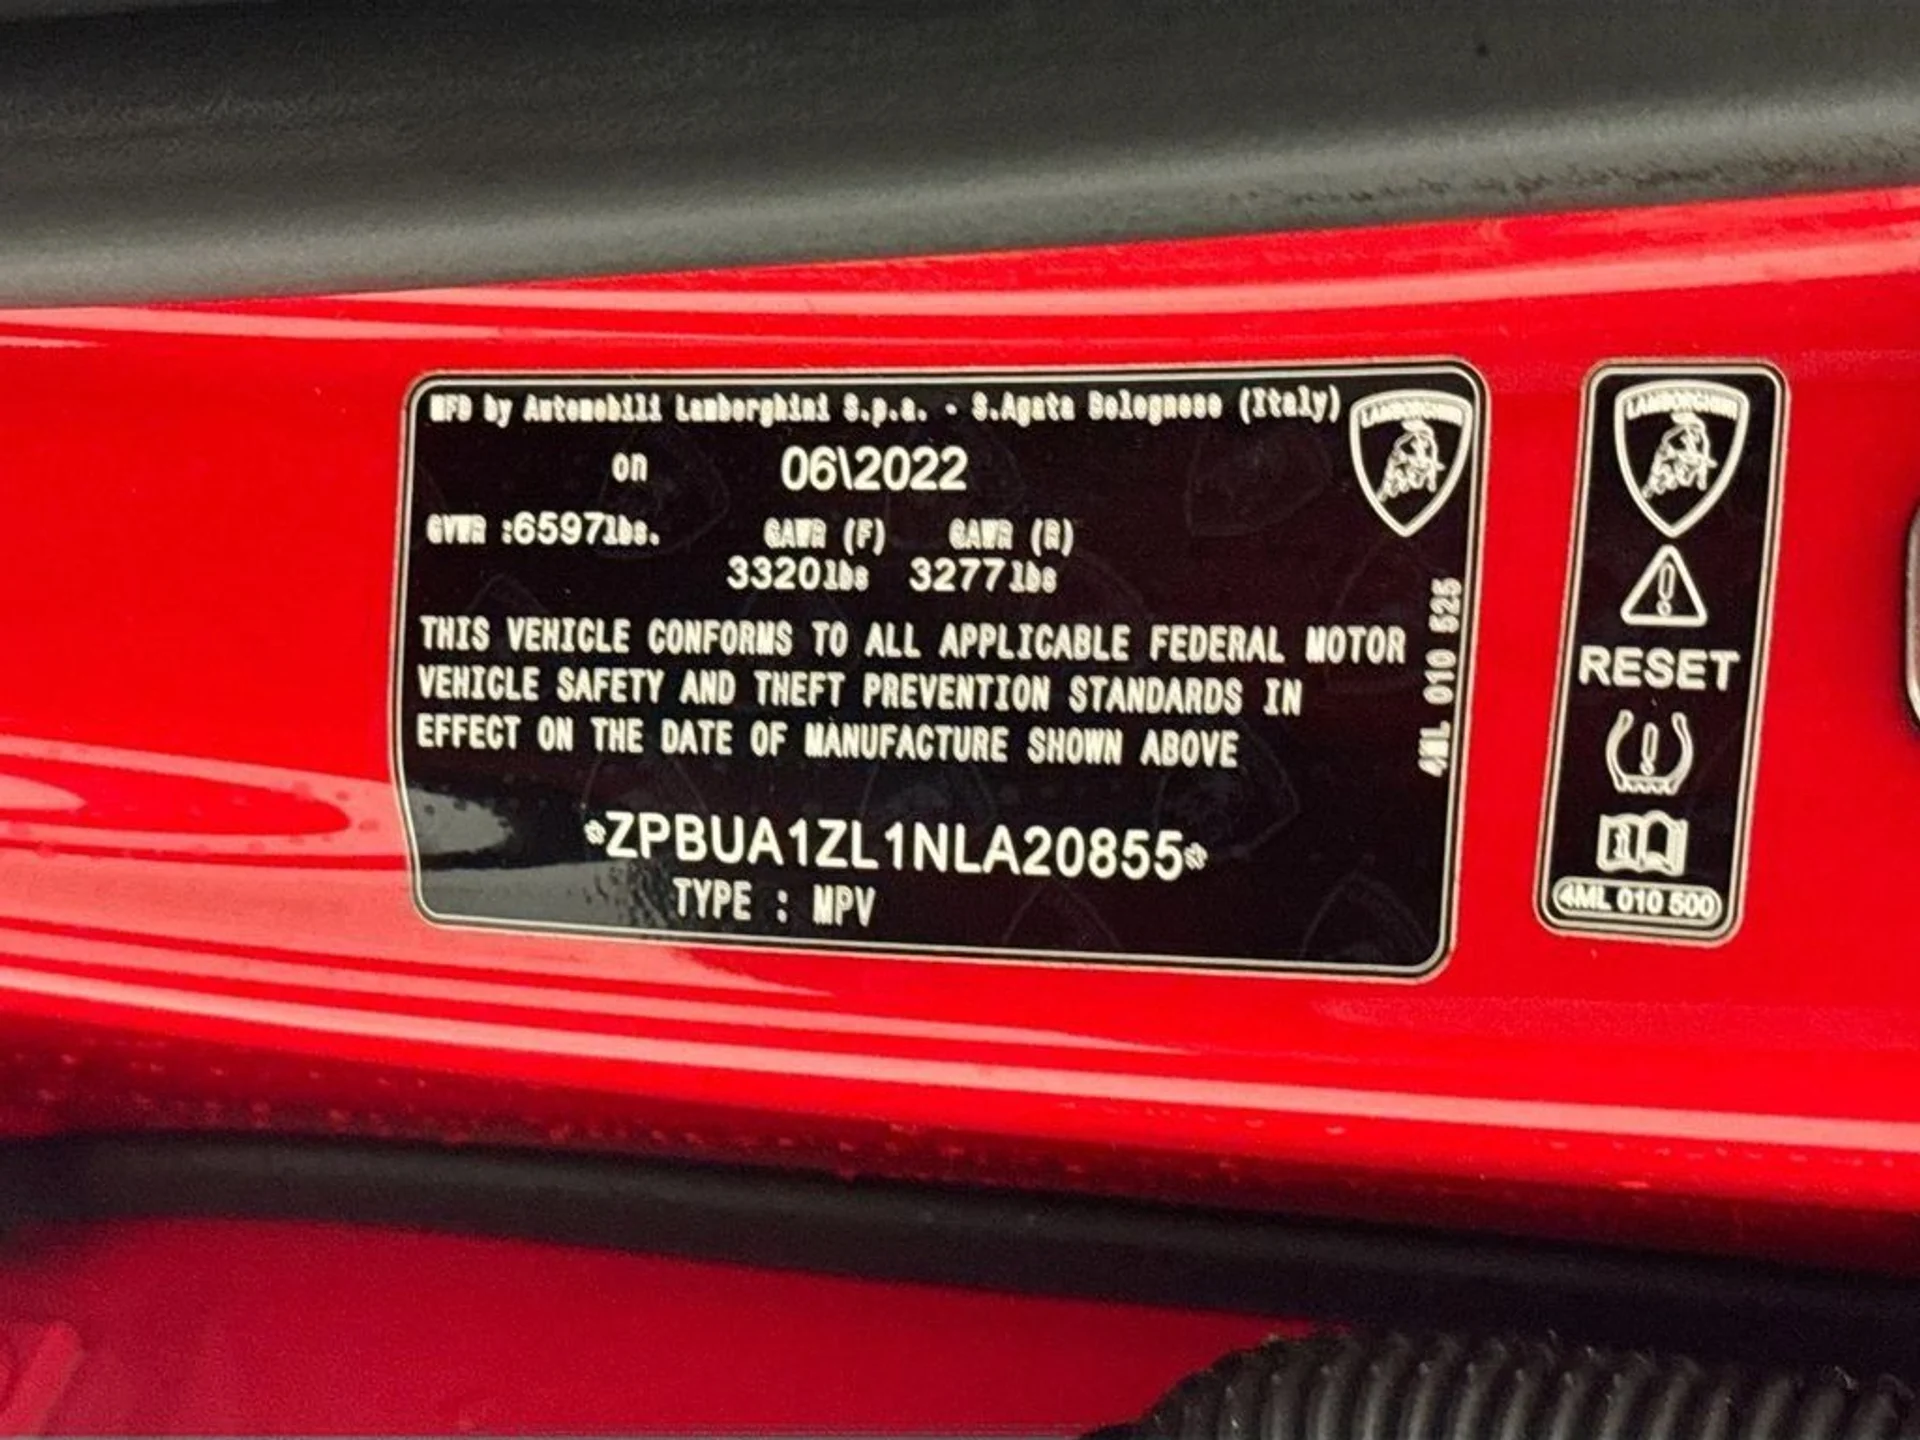 MFD by Automobili Lamborghini S.p.a. - S.Agata Bolognese (Italy)
on 06\2022
GVWR :6597lbs. GAWR (F) GAWR (R)
3320lbs 3277lbs
THIS VEHICLE CONFORMS TO ALL APPLICABLE FEDERAL MOTOR
VEHICLE SAFETY AND THEFT PREVENTION STANDARDS IN
EFFECT ON THE DATE OF MANUFACTURE SHOWN ABOVE
*ZPBUA1ZL1NLA20855*
TYPE : MPV
LAMBORGHINI
4ML 010 525
LAMBORGHINI
RESET
4ML 010 500